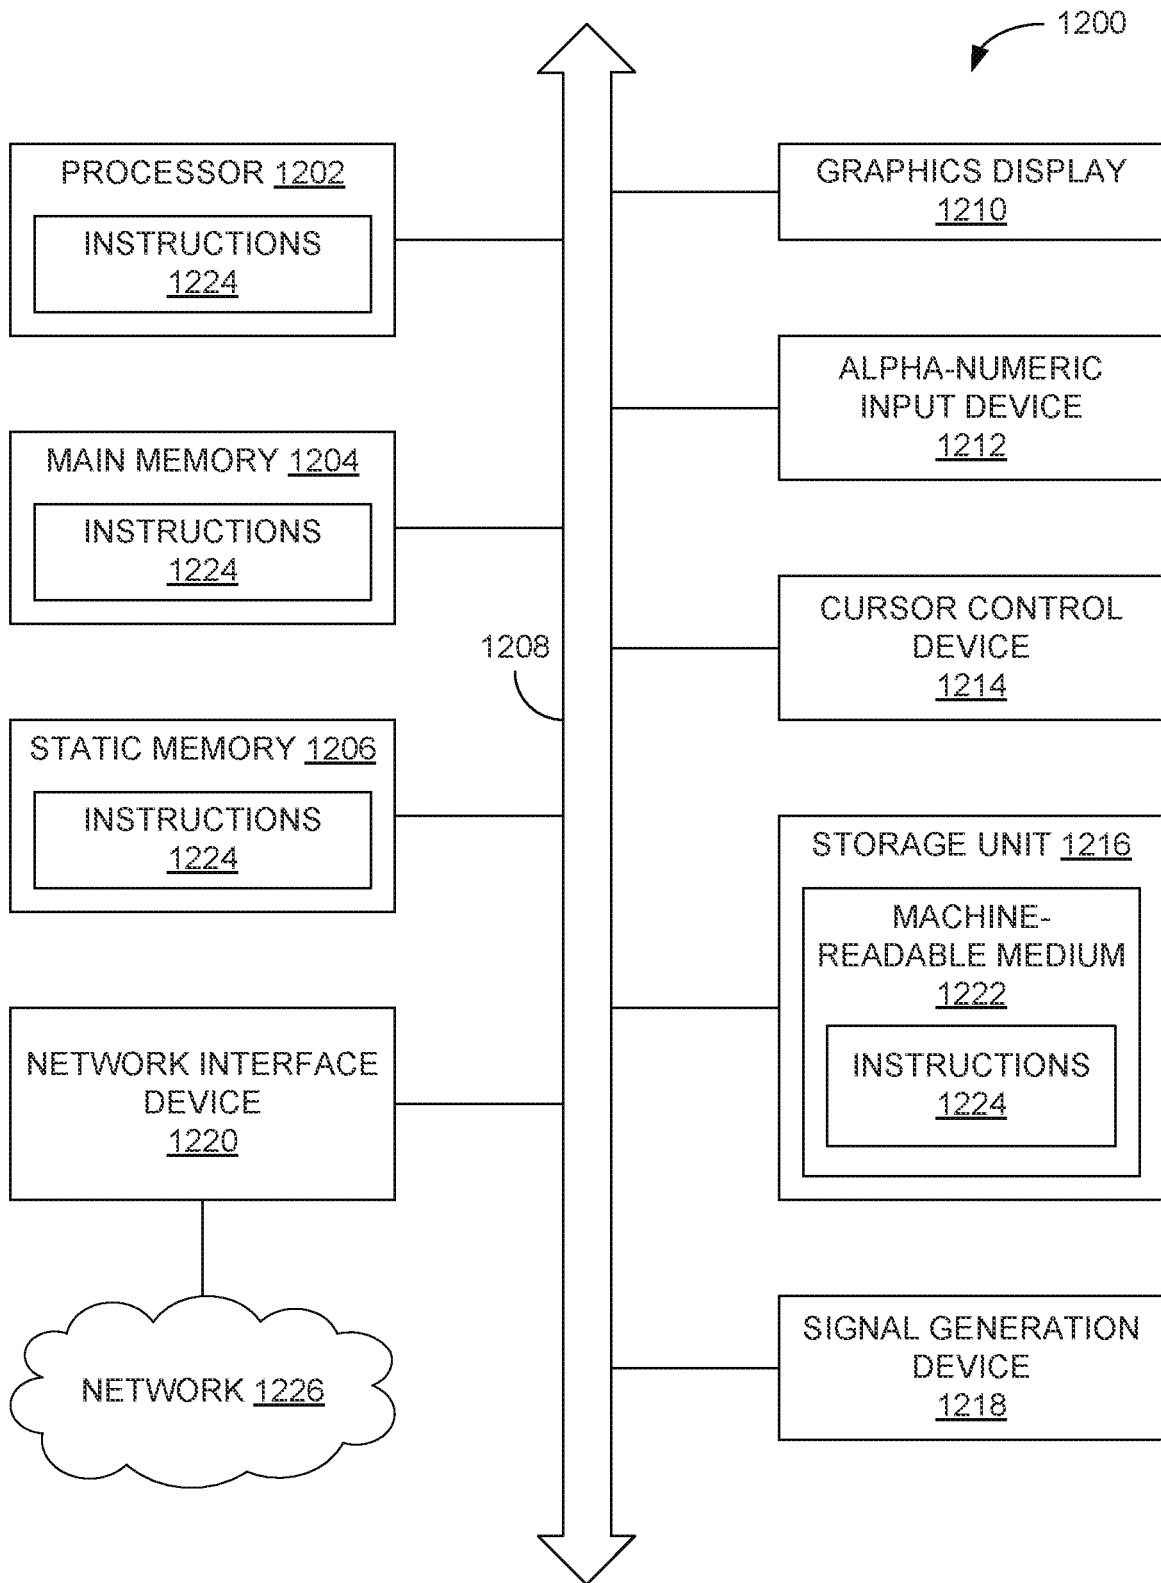 1200
PROCESSOR 1202
INSTRUCTIONS
1224
MAIN MEMORY 1204
INSTRUCTIONS
1224
1208
STATIC MEMORY 1206
INSTRUCTIONS
1224
NETWORK INTERFACE
DEVICE
1220
NETWORK 1226
GRAPHICS DISPLAY
1210
ALPHA-NUMERIC
INPUT DEVICE
1212
CURSOR CONTROL
DEVICE
1214
STORAGE UNIT 1216
MACHINE-
READABLE MEDIUM
1222
INSTRUCTIONS
1224
SIGNAL GENERATION
DEVICE
1218